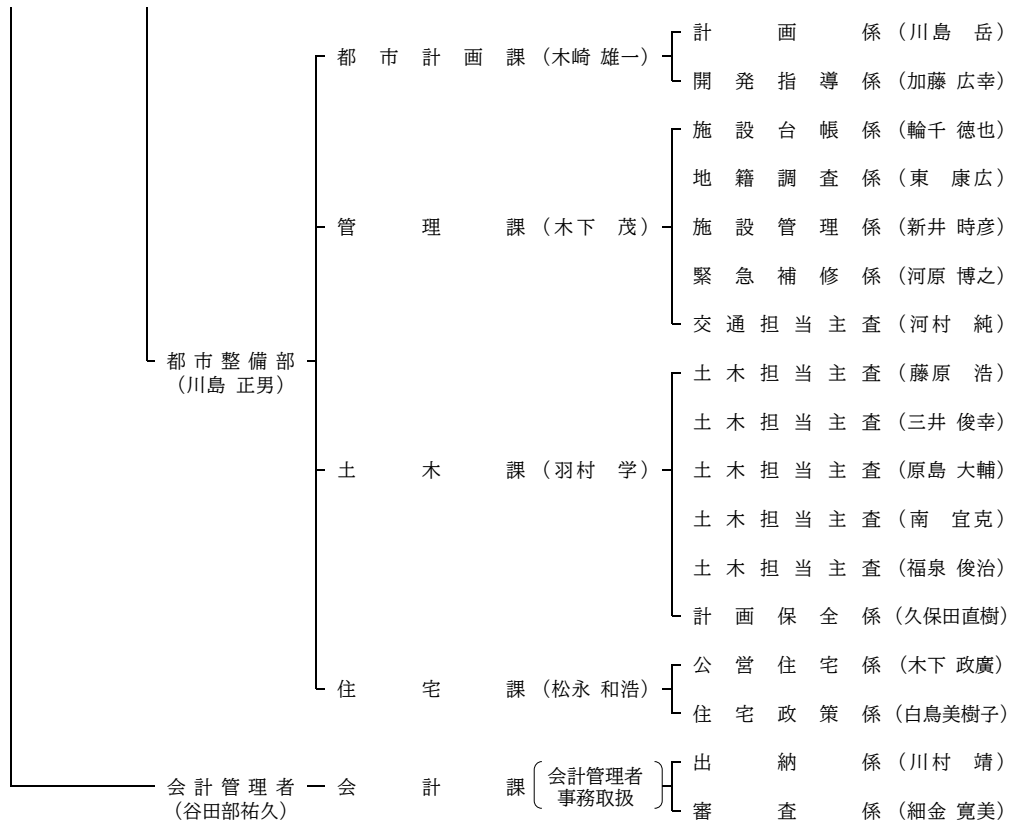 計画係（川島 岳）
都市計画課（木崎 雄一）
開発指導係（加藤 広幸）
施設台帳係（輪千 徳也）
地籍調査係（東 康広）
管理課（木下 茂）
施設管理係（新井 時彦）
緊急補修係（河原 博之）
交通担当主査（河村 純）
都市整備部
（川島 正男）
土木担当主査（藤原 浩）
土木担当主査（三井 俊幸）
土木課（羽村 学）
土木担当主査（原島 大輔）
土木担当主査（南 宜克）
土木担当主査（福泉 俊治）
計画保全係（久保田直樹）
住宅課（松永 和浩）
公営住宅係（木下 政廣）
住宅政策係（白鳥美樹子）
会計管理者
（谷田部祐久）
会計課（会計管理者
事務取扱）
出納係（川村 靖）
審査係（細金 寛美）